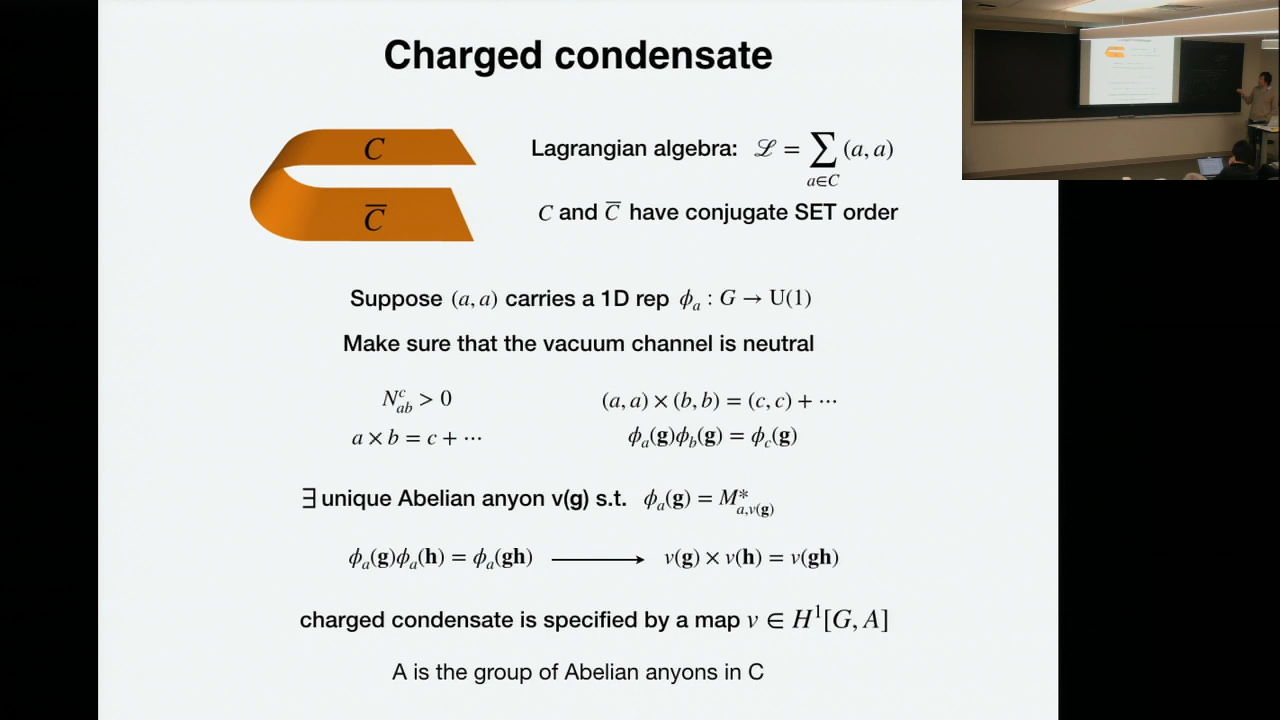 Charged condensate
C
C̅
Lagrangian algebra: ℒ = ∑_{a∈C} (a, a)
C and C̅ have conjugate SET order
Suppose (a, a) carries a 1D rep ϕ_a : G → U(1)
Make sure that the vacuum channel is neutral
N_{ab}^c > 0
(a, a) × (b, b) = (c, c) + ⋯
a × b = c + ⋯
ϕ_a(𝐠)ϕ_b(𝐠) = ϕ_c(𝐠)
∃ unique Abelian anyon v(g) s.t. ϕ_a(𝐠) = M*_{a,v(𝐠)}
ϕ_a(𝐠)ϕ_a(𝐡) = ϕ_a(𝐠𝐡) ⟶ v(𝐠) × v(𝐡) = v(𝐠𝐡)
charged condensate is specified by a map v ∈ H¹[G, A]
A is the group of Abelian anyons in C